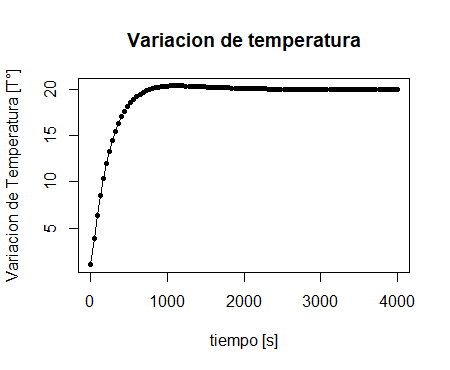 Variacion de temperatura
Variacion de Temperatura [T°]
20
15
10
5
0 1000 2000 3000 4000
tiempo [s]